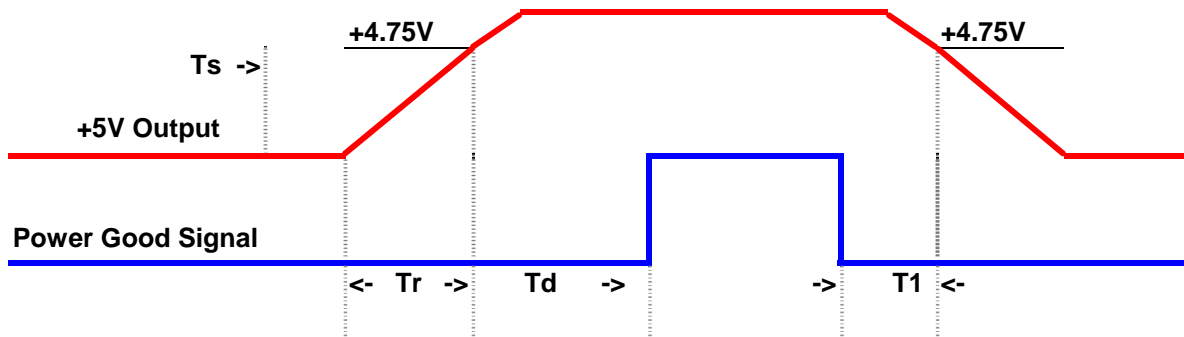 +4.75V +4.75V
Ts ->
+5V Output
Power Good Signal
<- Tr -> Td -> -> T1 <-